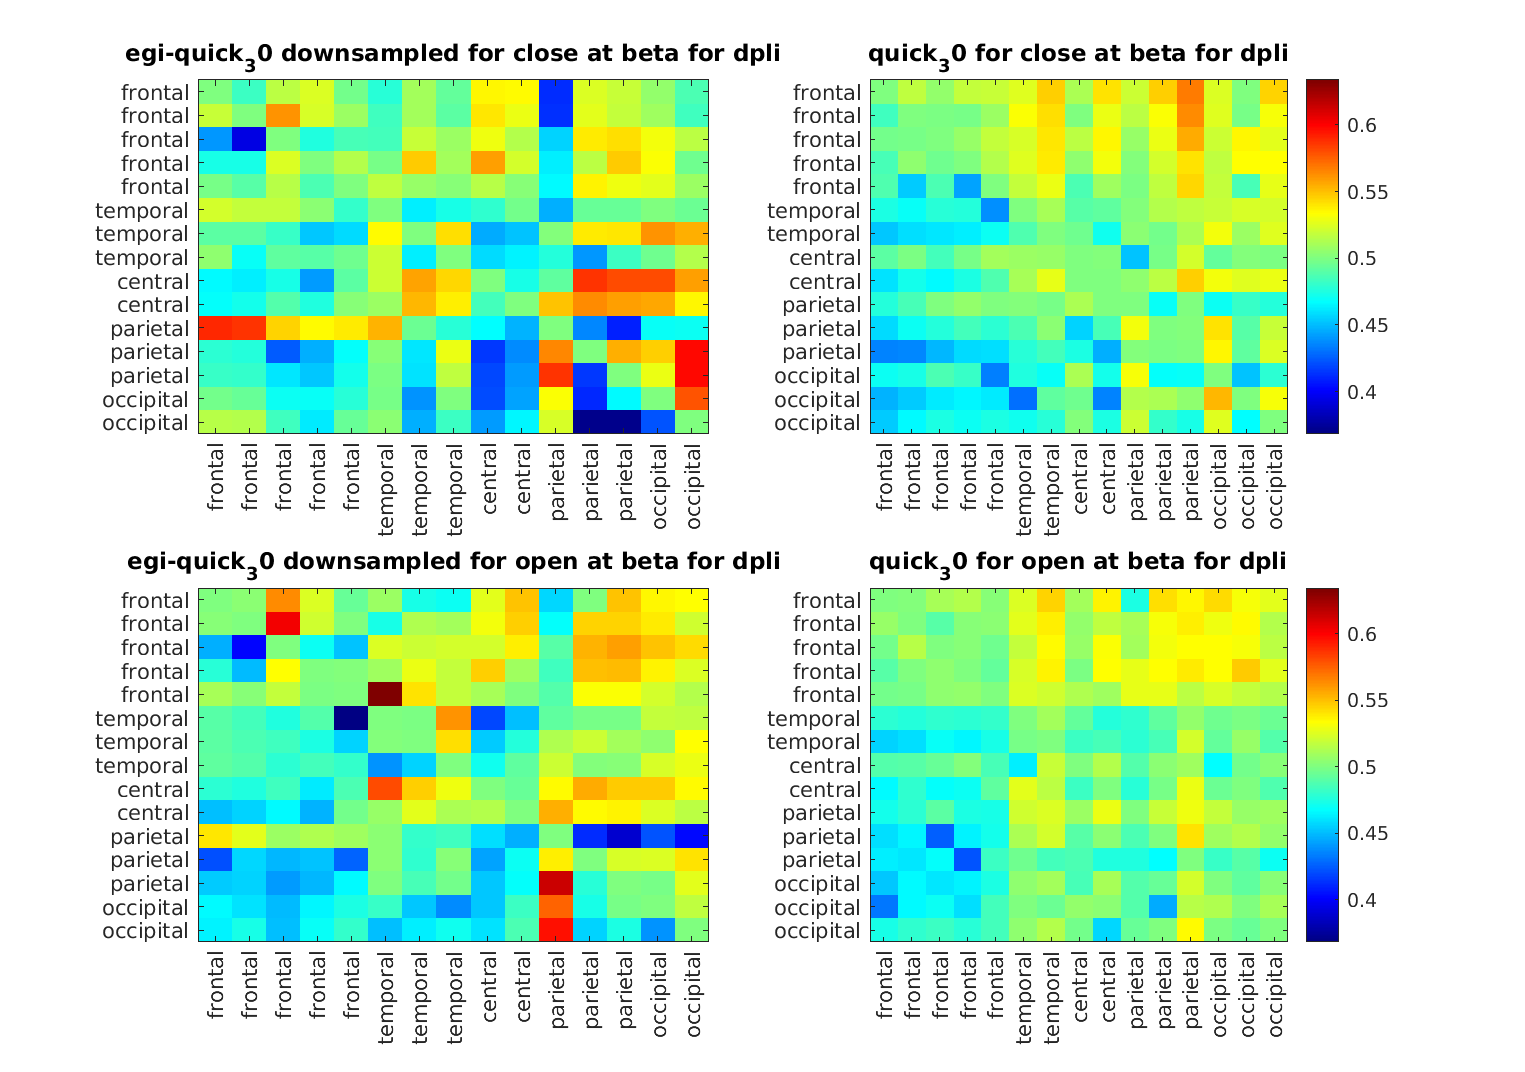 egi-quick_30 downsampled for close at beta for dpli
frontal
frontal
frontal
frontal
frontal
temporal
temporal
temporal
central
central
parietal
parietal
parietal
occipital
occipital
frontal
frontal
frontal
frontal
frontal
temporal
temporal
temporal
central
central
parietal
parietal
parietal
occipital
occipital
quick_30 for close at beta for dpli
frontal
frontal
frontal
frontal
frontal
temporal
temporal
central
central
parietal
parietal
parietal
occipital
occipital
occipital
frontal
frontal
frontal
frontal
frontal
temporal
temporal
central
central
parietal
parietal
parietal
occipital
occipital
occipital
0.6
0.55
0.5
0.45
0.4
egi-quick_30 downsampled for open at beta for dpli
frontal
frontal
frontal
frontal
frontal
temporal
temporal
temporal
central
central
parietal
parietal
parietal
occipital
occipital
frontal
frontal
frontal
frontal
frontal
temporal
temporal
temporal
central
central
parietal
parietal
parietal
occipital
occipital
quick_30 for open at beta for dpli
frontal
frontal
frontal
frontal
frontal
temporal
temporal
central
central
parietal
parietal
parietal
occipital
occipital
occipital
frontal
frontal
frontal
frontal
frontal
temporal
temporal
central
central
parietal
parietal
parietal
occipital
occipital
occipital
0.6
0.55
0.5
0.45
0.4